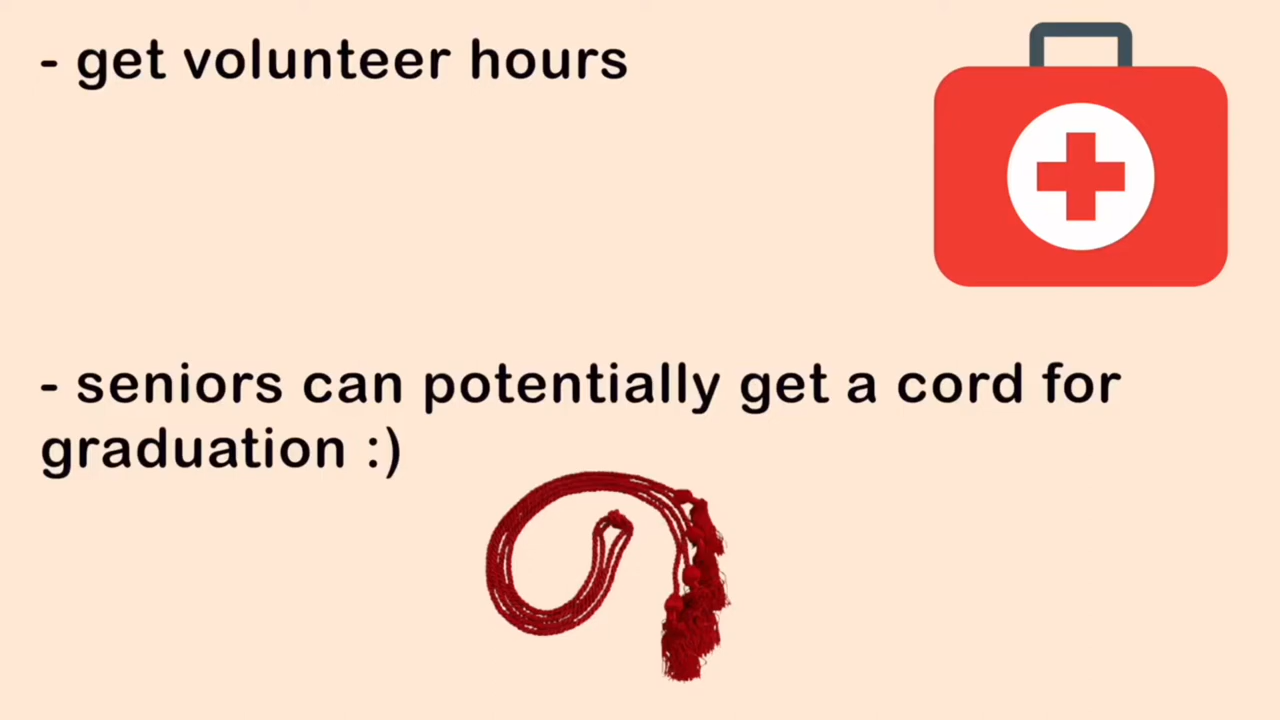 - get volunteer hours
- seniors can potentially get a cord for
graduation :)